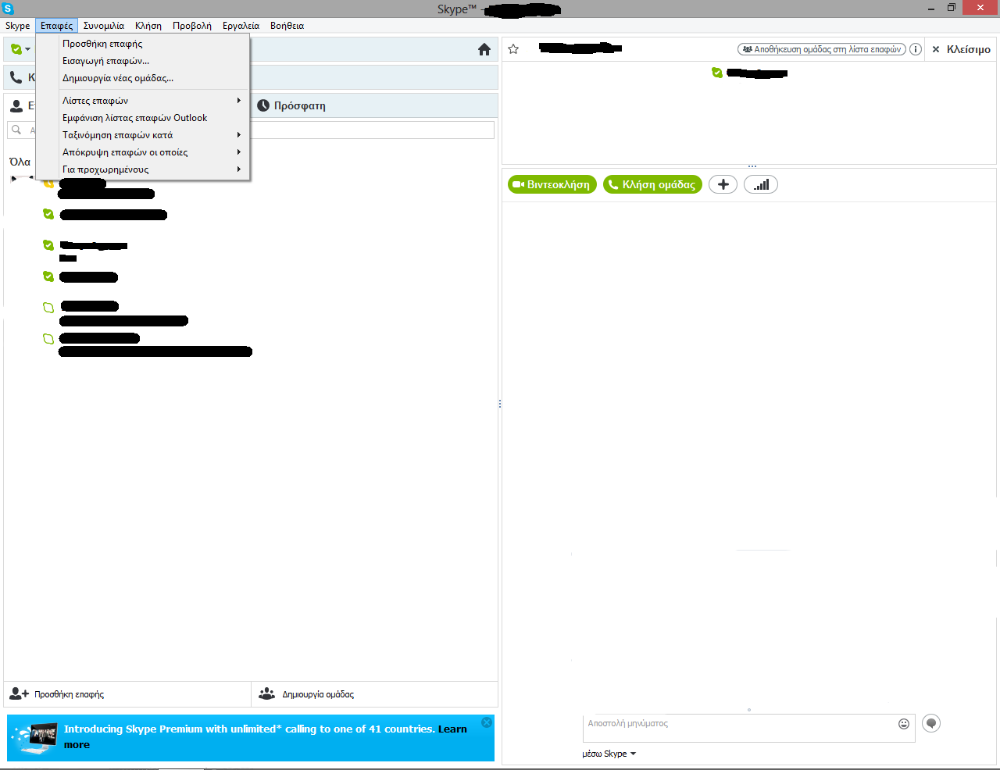 Skype™ -
Skype Επαφές Συνομιλία Κλήση Προβολή Εργαλεία Βοήθεια
Προσθήκη επαφής
Εισαγωγή επαφών...
Δημιουργία νέας ομάδας...
Λίστες επαφών
Εμφάνιση λίστας επαφών Outlook
Ταξινόμηση επαφών κατά
Απόκρυψη επαφών οι οποίες
Για προχωρημένους
Κ
Πρόσφατη
Όλα
Αποθήκευση ομάδας στη λίστα επαφών
Κλείσιμο
Βιντεοκλήση Κλήση ομάδας
Προσθήκη επαφής
Δημιουργία ομάδας
Introducing Skype Premium with unlimited* calling to one of 41 countries. Learn
more
Αποστολή μηνύματος
μέσω Skype